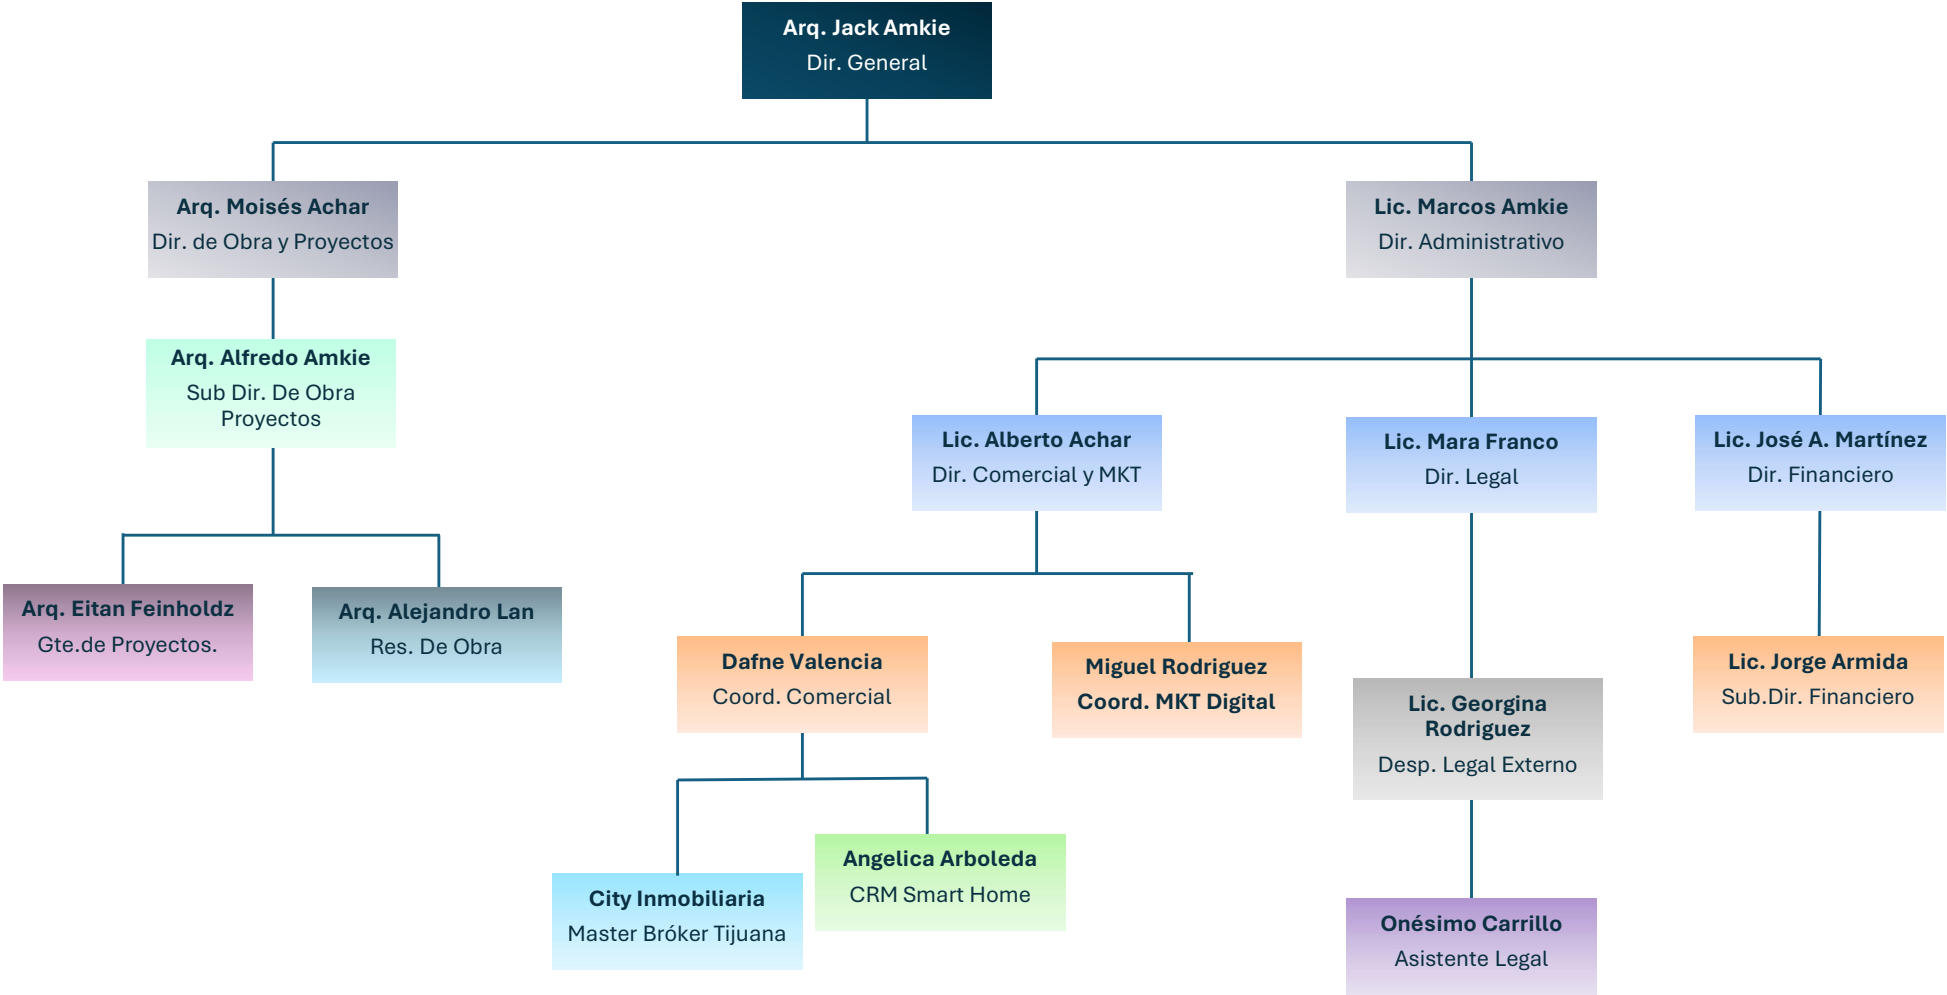 Arq. Jack Amkie
Dir. General
Arq. Moisés Achar
Dir. de Obra y Proyectos
Lic. Marcos Amkie
Dir. Administrativo
Arq. Alfredo Amkie
Sub Dir. De Obra
Proyectos
Lic. Alberto Achar
Dir. Comercial y MKT
Lic. Mara Franco
Dir. Legal
Lic. José A. Martínez
Dir. Financiero
Arq. Eitan Feinholdz
Gte.de Proyectos.
Arq. Alejandro Lan
Res. De Obra
Dafne Valencia
Coord. Comercial
Miguel Rodriguez
Coord. MKT Digital
Lic. Georgina
Rodriguez
Desp. Legal Externo
Lic. Jorge Armida
Sub.Dir. Financiero
City Inmobiliaria
Master Bróker Tijuana
Angelica Arboleda
CRM Smart Home
Onésimo Carrillo
Asistente Legal